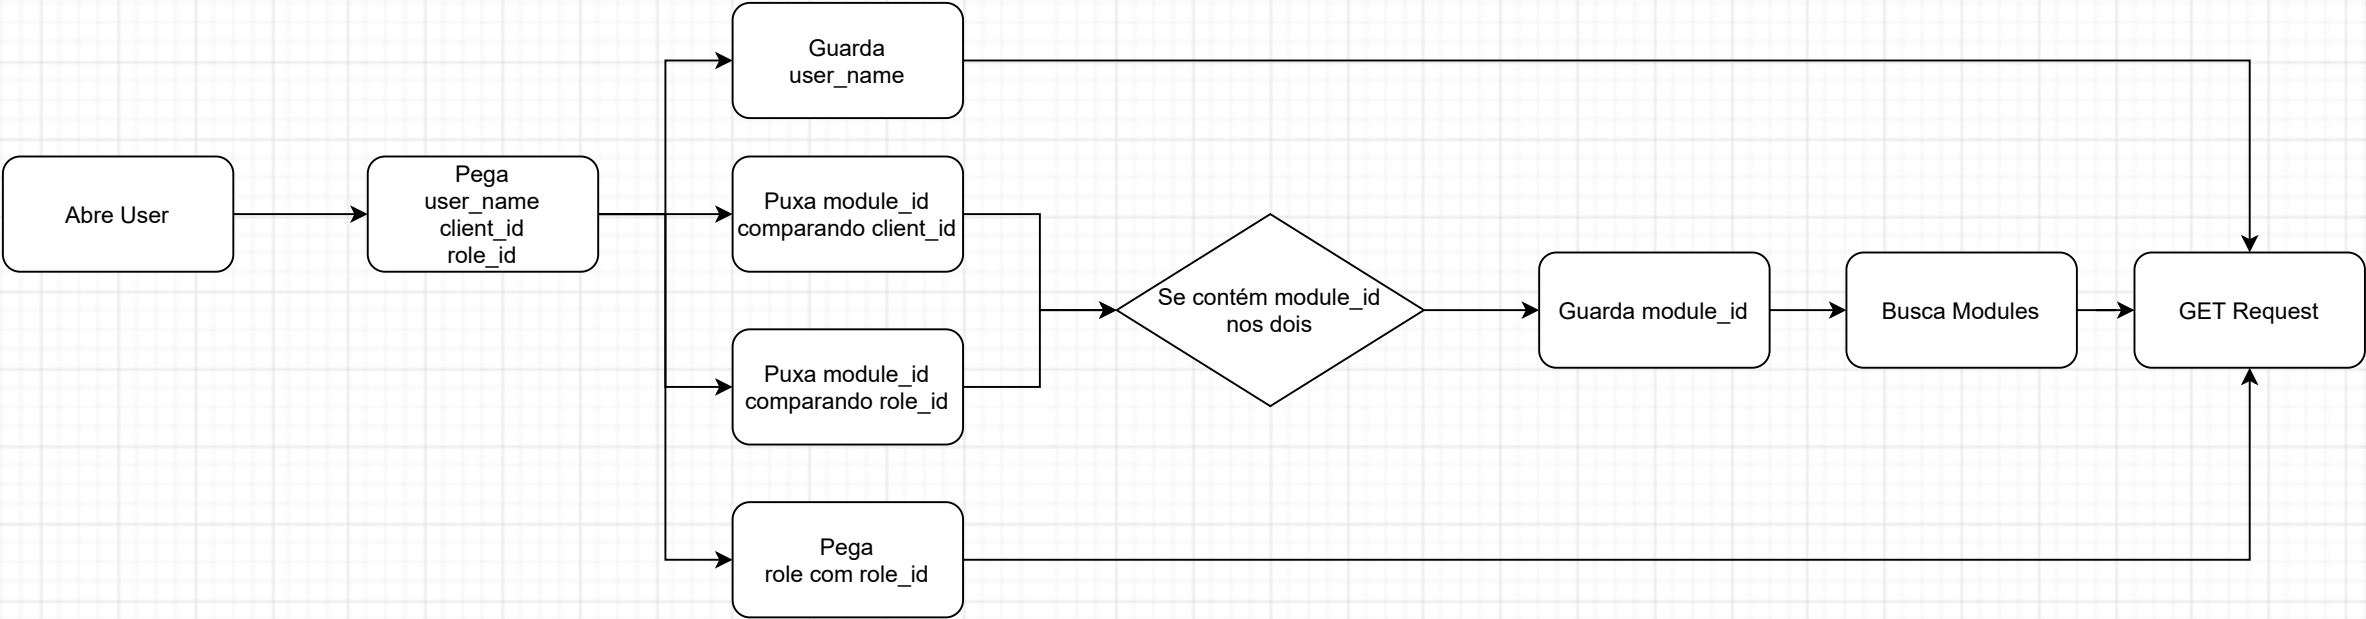 Abre User
Pega
user_name
client_id
role_id
Guarda
user_name
Puxa module_id
comparando client_id
Puxa module_id
comparando role_id
Pega
role com role_id
Se contém module_id
nos dois
Guarda module_id
Busca Modules
GET Request